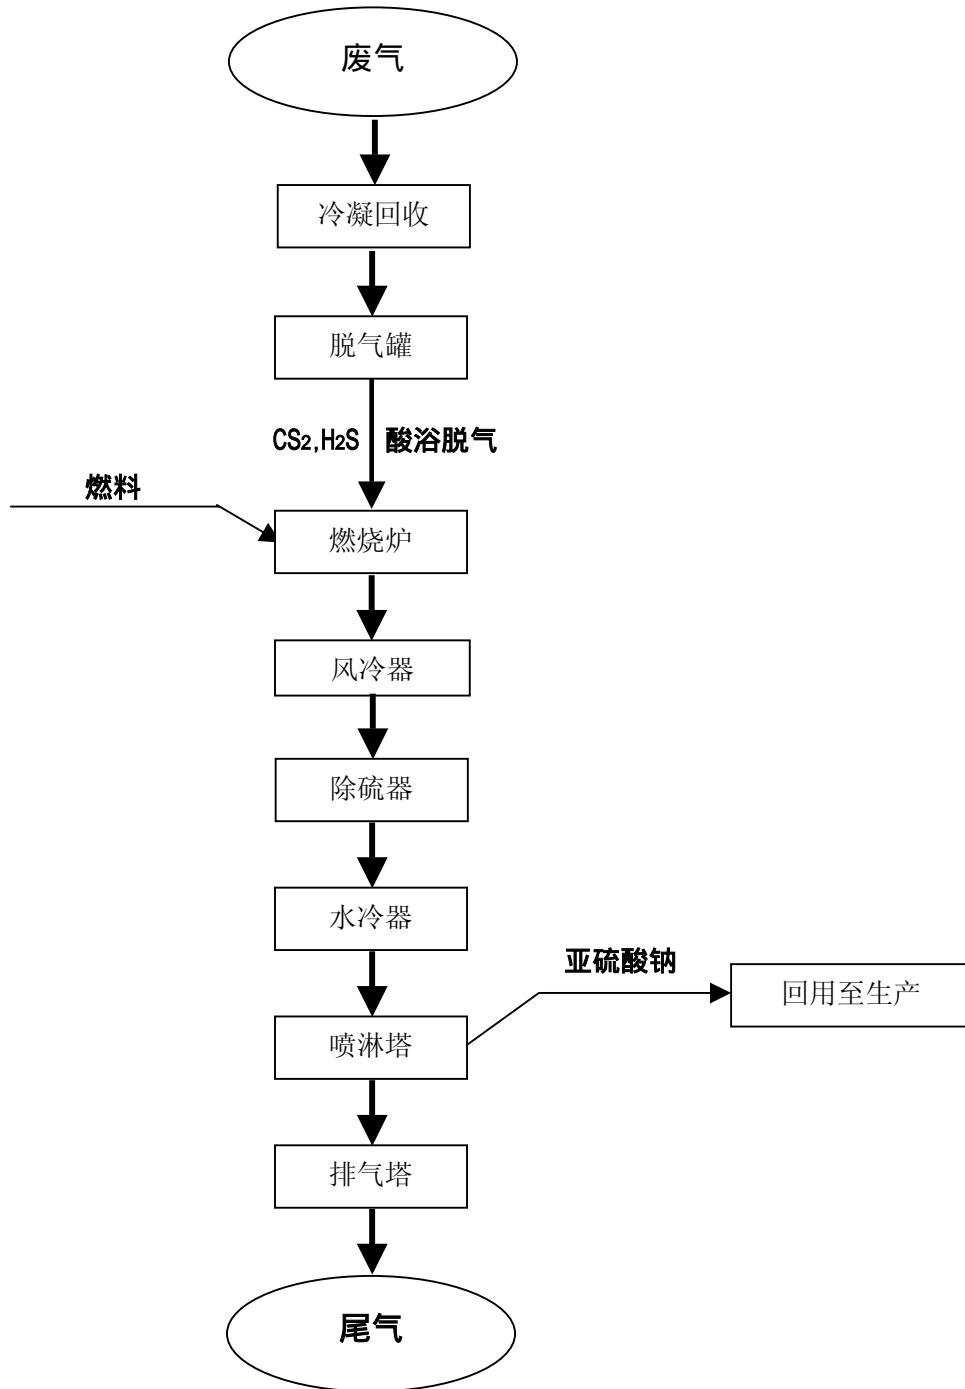 废气
冷凝回收
脱气罐
CS2,H2S 酸浴脱气
燃料
燃烧炉
风冷器
除硫器
水冷器
亚硫酸钠
回用至生产
喷淋塔
排气塔
尾气